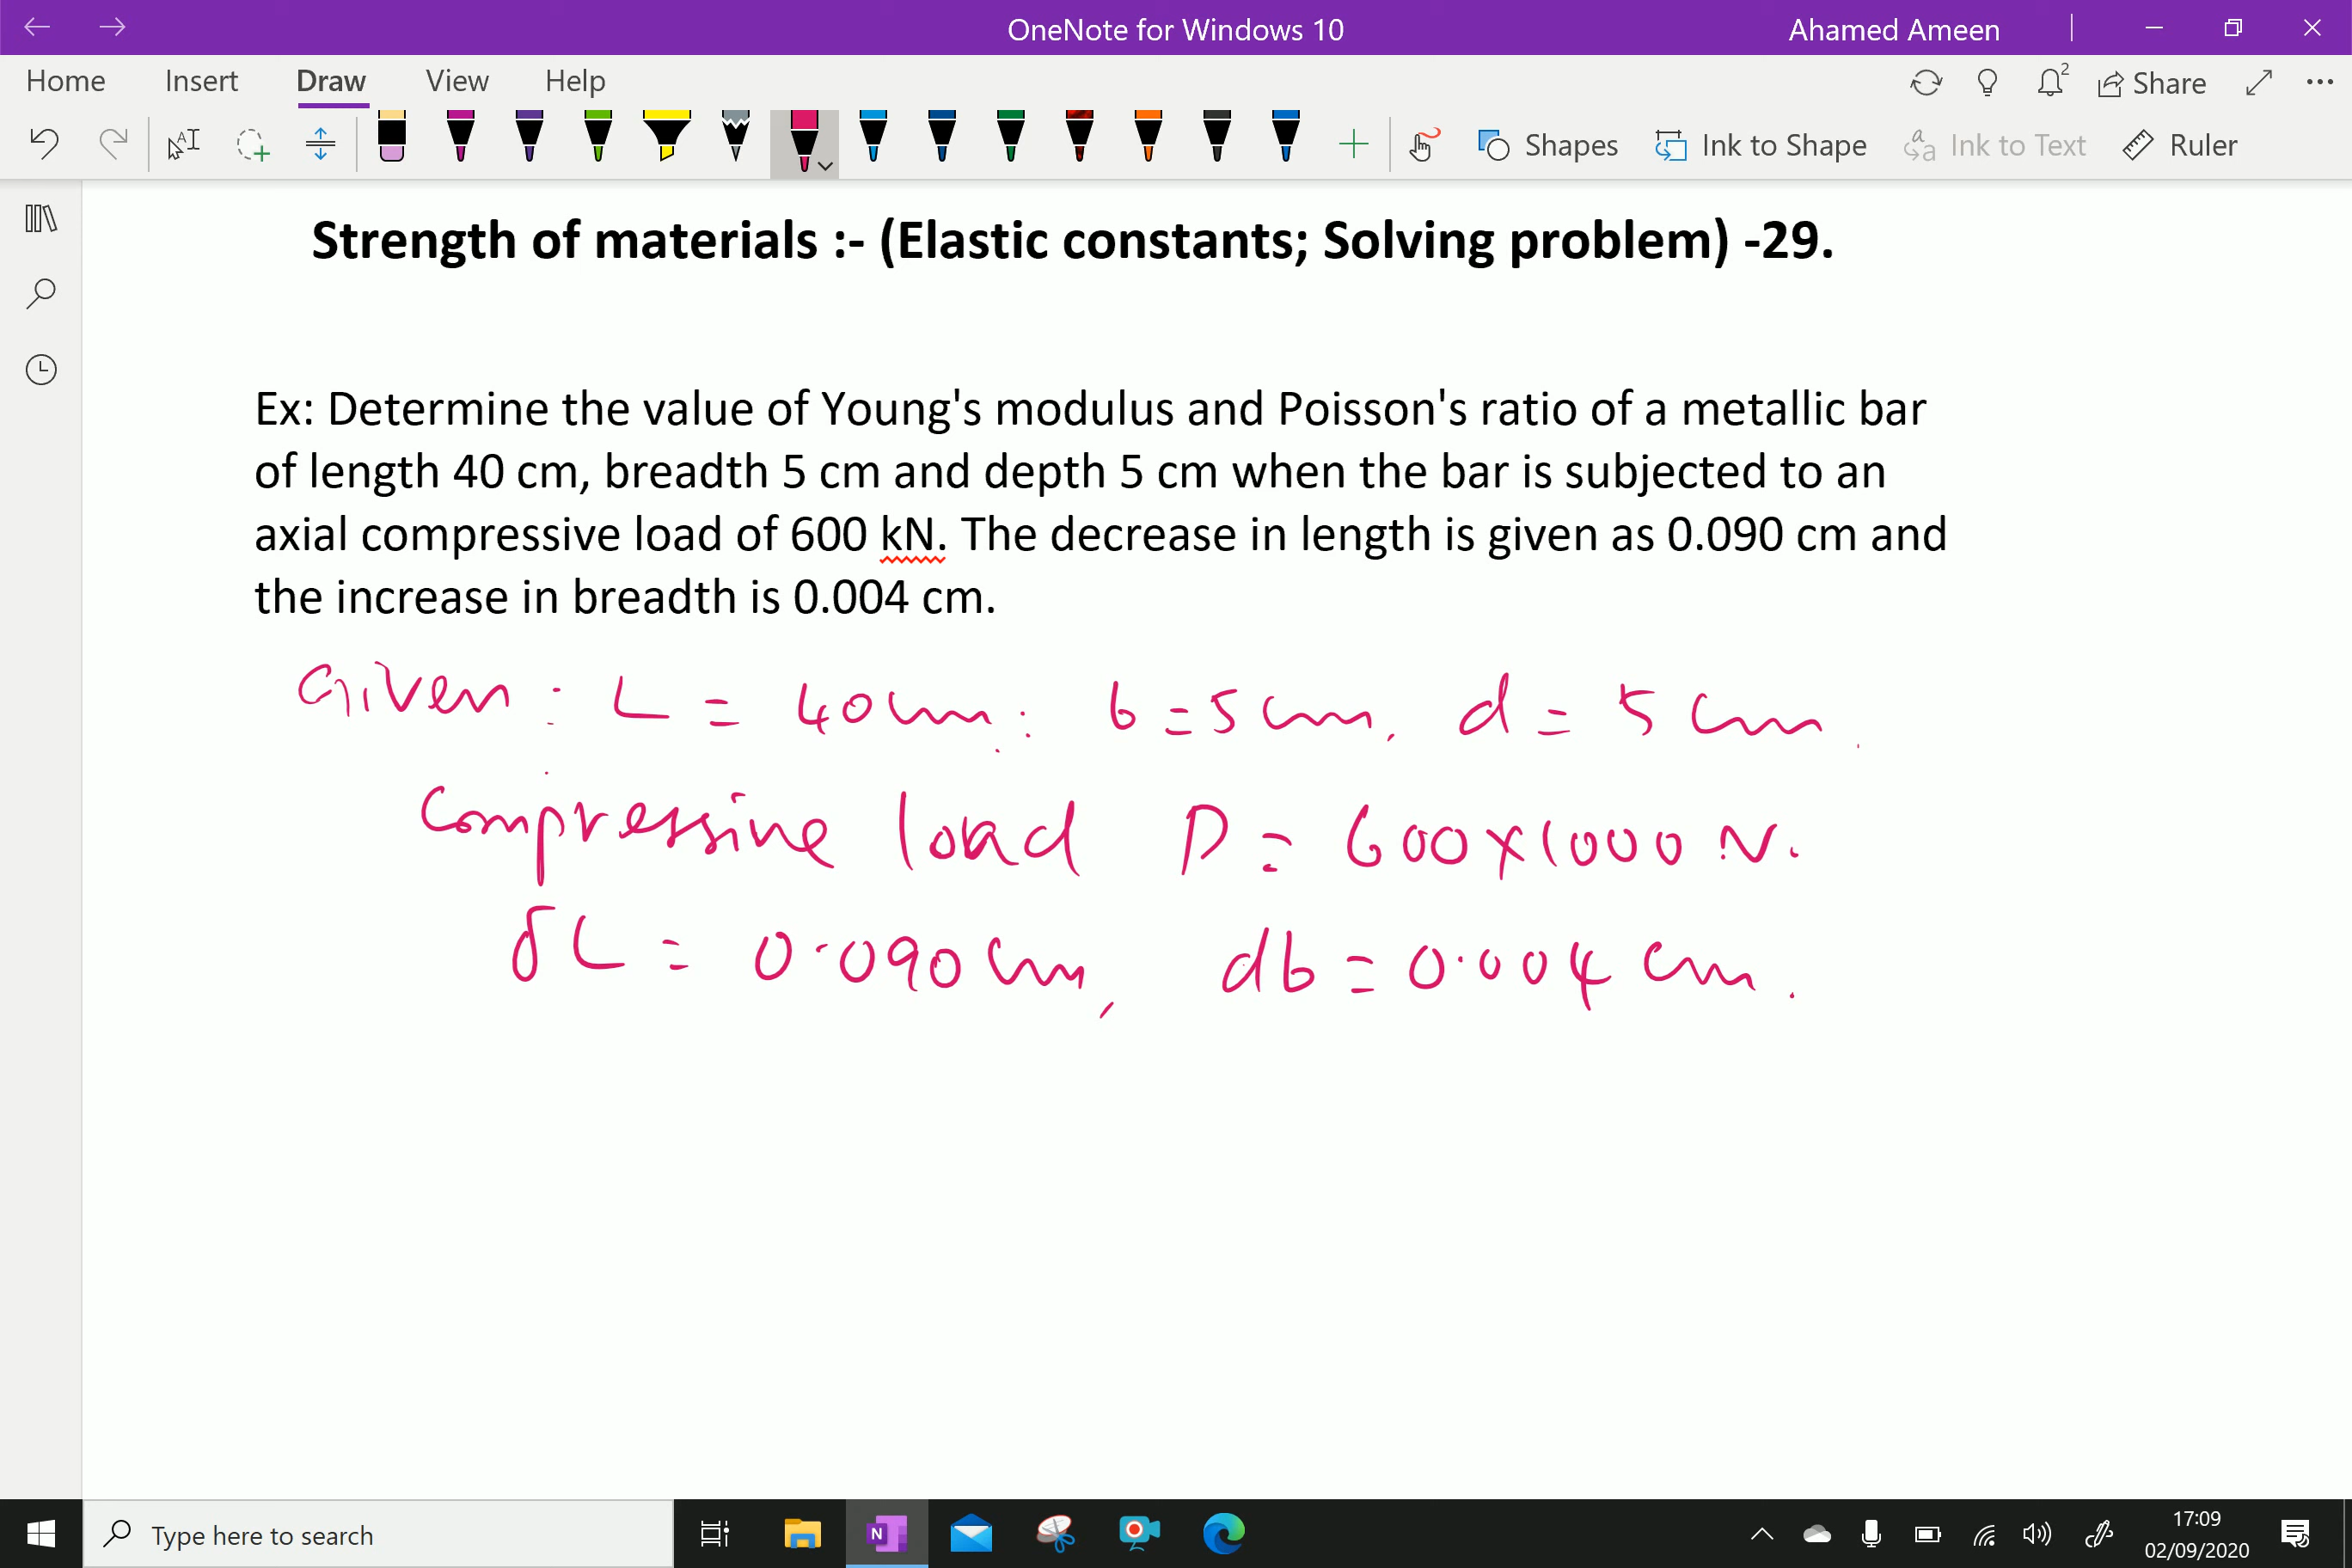 OneNote for Windows 10 Ahamed Ameen
Home Insert Draw View Help 2 Share
Shapes Ink to Shape Ink to Text Ruler
Strength of materials :- (Elastic constants; Solving problem) -29.
Ex: Determine the value of Young's modulus and Poisson's ratio of a metallic bar
of length 40 cm, breadth 5 cm and depth 5 cm when the bar is subjected to an
axial compressive load of 600 kN. The decrease in length is given as 0.090 cm and
the increase in breadth is 0.004 cm.
Given: L = 40cm: b=5cm. d = 5 cm.
Compressive load P = 600×1000 N.
δL = 0.090cm, db = 0.004 cm.
Type here to search
17:09
02/09/2020